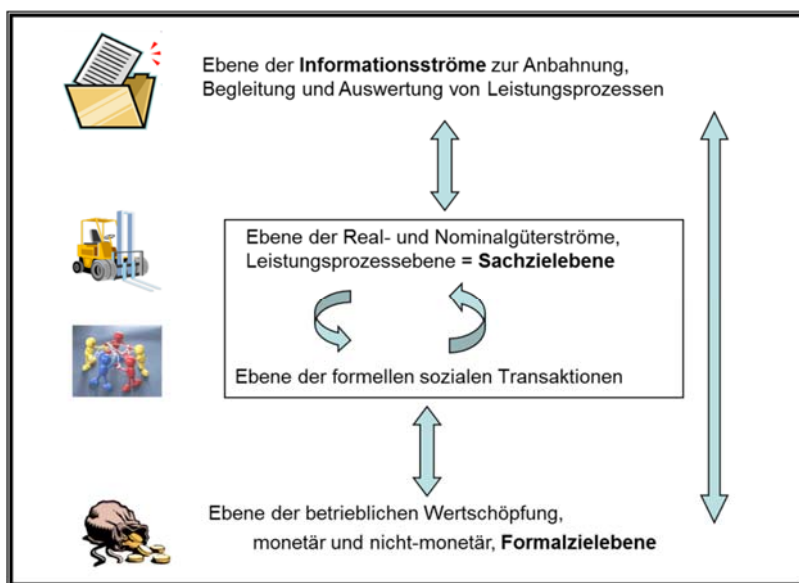 Ebene der Informationsströme zur Anbahnung,
Begleitung und Auswertung von Leistungsprozessen
Ebene der Real- und Nominalgüterströme,
Leistungsprozessebene = Sachzielebene
Ebene der formellen sozialen Transaktionen
Ebene der betrieblichen Wertschöpfung,
monetär und nicht-monetär, Formalzielebene